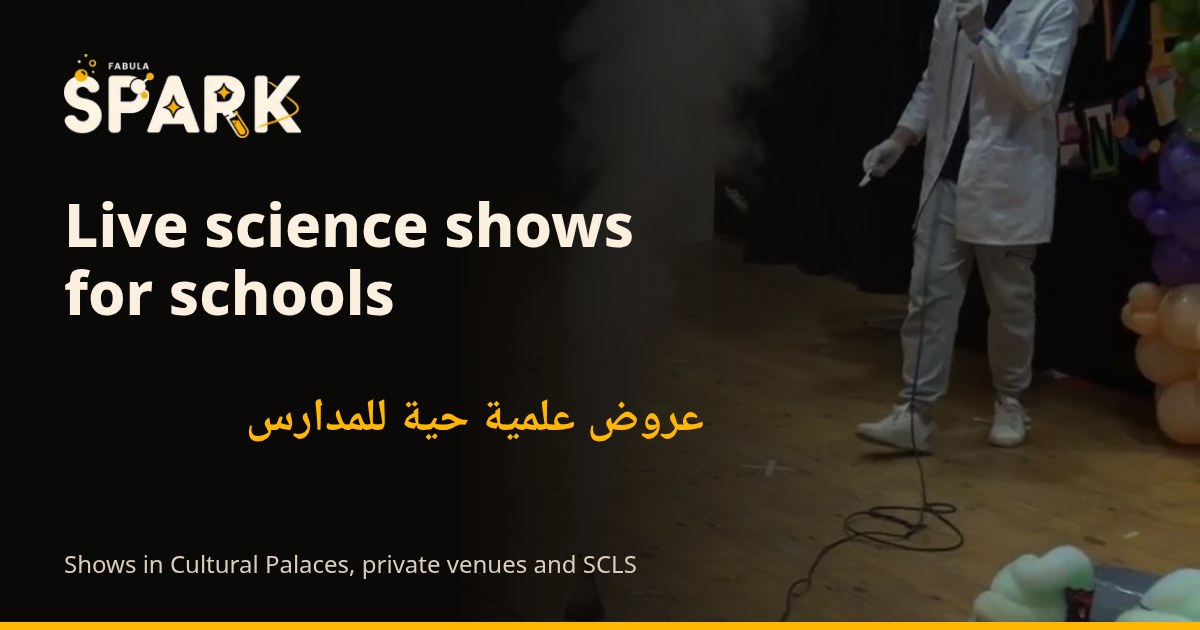 FABULA
SPARK
Live science shows
for schools
عروض علمية حية للمدارس
Shows in Cultural Palaces, private venues and SCLS